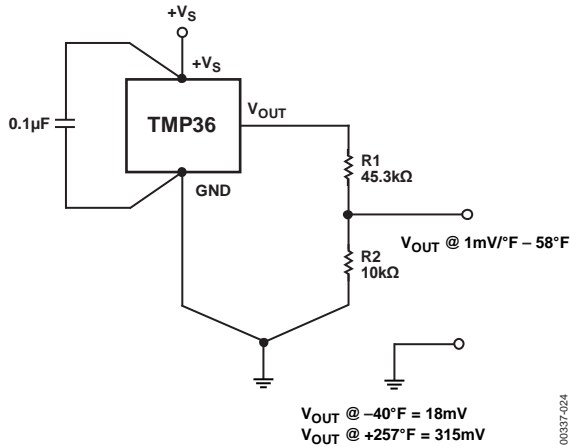 +VS
+VS
0.1µF
TMP36
VOUT
GND
R1
45.3kΩ
VOUT @ 1mV/°F – 58°F
R2
10kΩ
VOUT @ –40°F = 18mV
VOUT @ +257°F = 315mV
00337-024